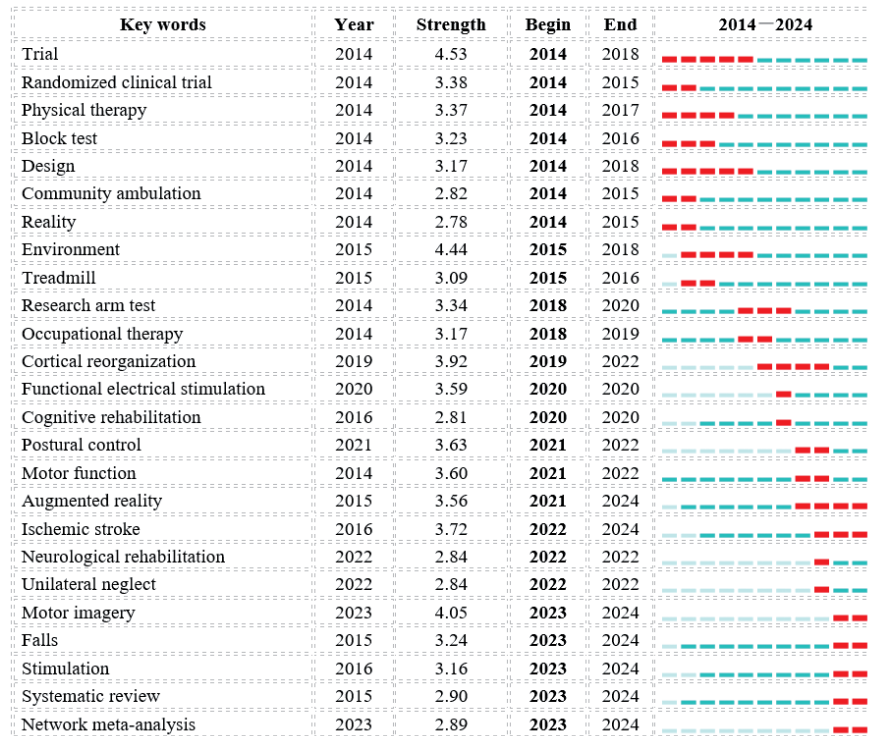 Key words Year Strength Begin End 2014—2024
Trial 2014 4.53 2014 2018
Randomized clinical trial 2014 3.38 2014 2015
Physical therapy 2014 3.37 2014 2017
Block test 2014 3.23 2014 2016
Design 2014 3.17 2014 2018
Community ambulation 2014 2.82 2014 2015
Reality 2014 2.78 2014 2015
Environment 2015 4.44 2015 2018
Treadmill 2015 3.09 2015 2016
Research arm test 2014 3.34 2018 2020
Occupational therapy 2014 3.17 2018 2019
Cortical reorganization 2019 3.92 2019 2022
Functional electrical stimulation 2020 3.59 2020 2020
Cognitive rehabilitation 2016 2.81 2020 2020
Postural control 2021 3.63 2021 2022
Motor function 2014 3.60 2021 2022
Augmented reality 2015 3.56 2021 2024
Ischemic stroke 2016 3.72 2022 2024
Neurological rehabilitation 2022 2.84 2022 2022
Unilateral neglect 2022 2.84 2022 2022
Motor imagery 2023 4.05 2023 2024
Falls 2015 3.24 2023 2024
Stimulation 2016 3.16 2023 2024
Systematic review 2015 2.90 2023 2024
Network meta-analysis 2023 2.89 2023 2024